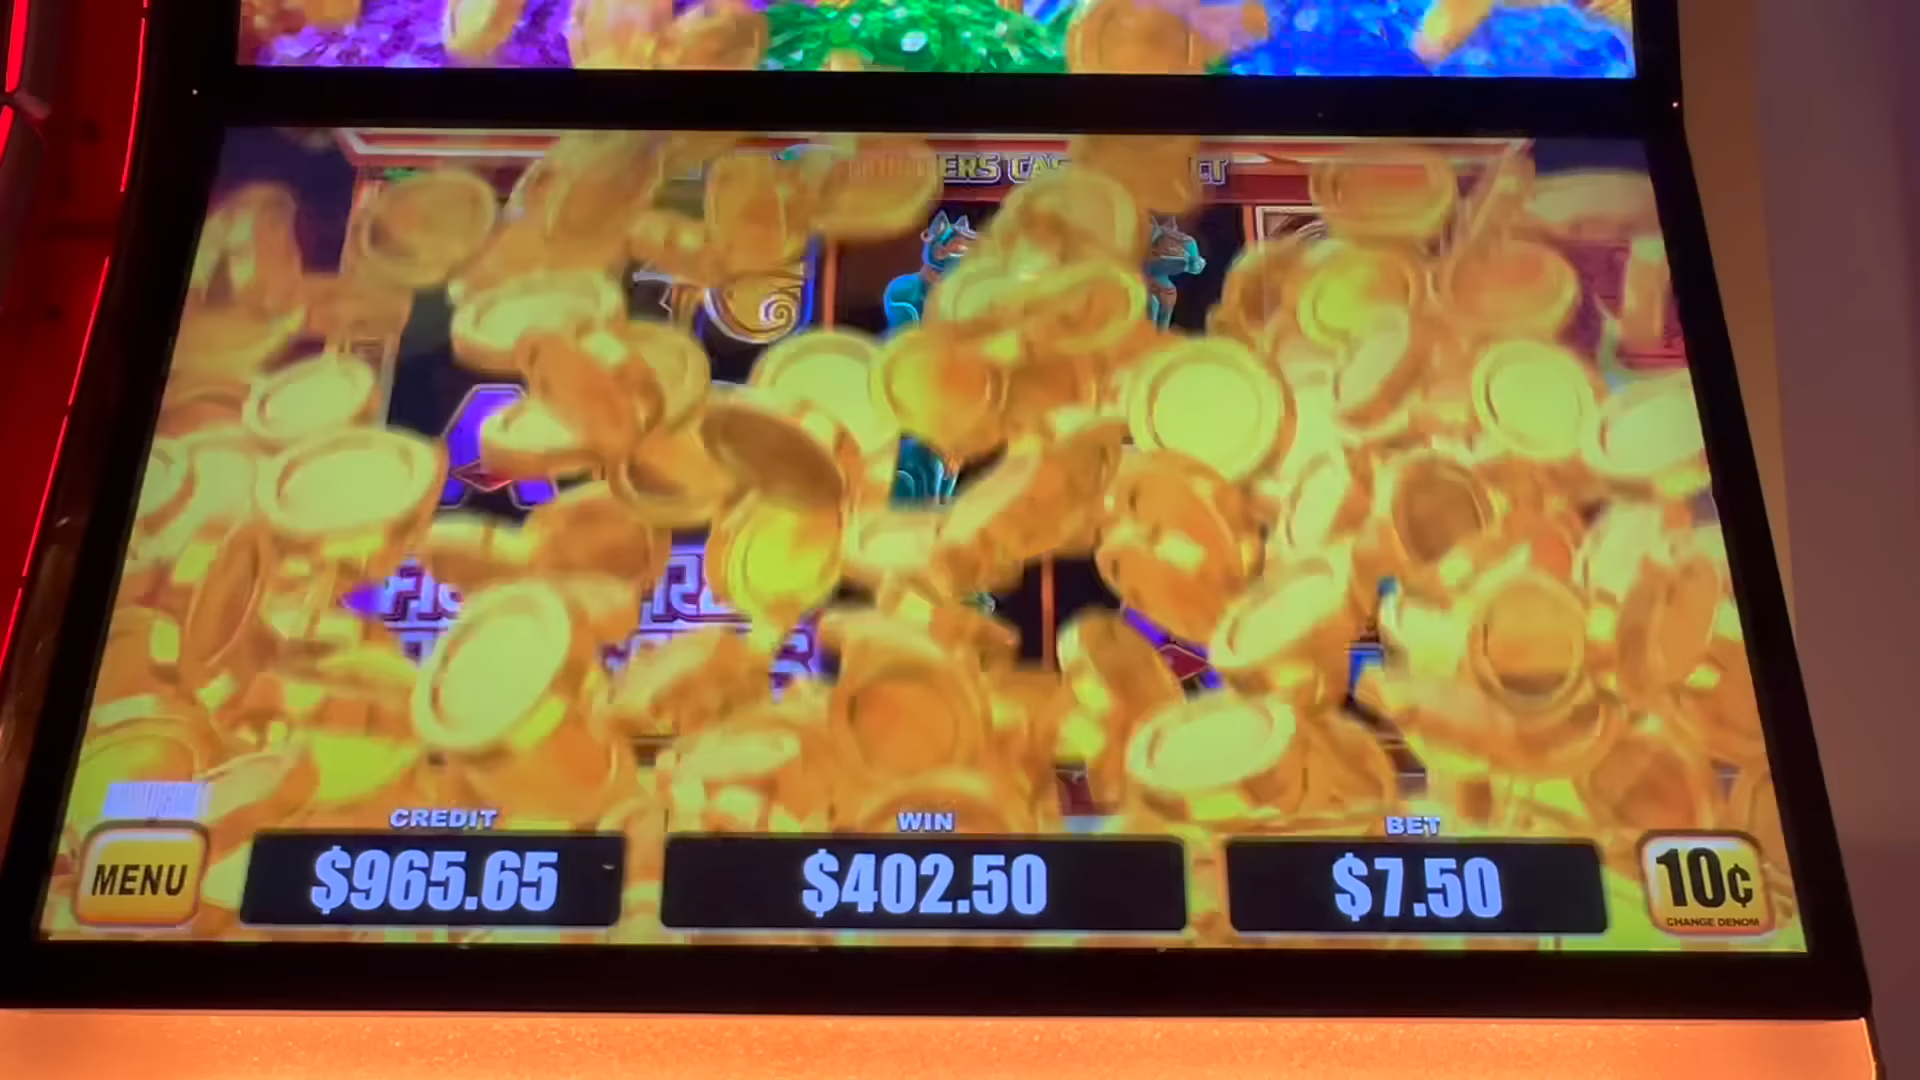 CREDIT
WIN
BET
MENU
$965.65
$402.50
$7.50
10¢
CHANGE DENOM